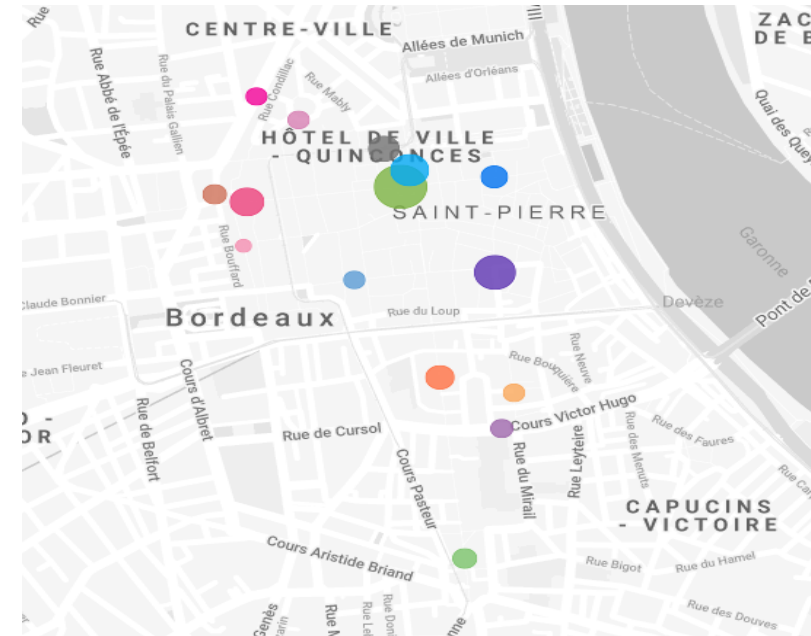 Rue
CENTRE-VILLE
Allées de Munich
ZAC
DE B
Rue Condillac
Rue Mably
Allées d'Orléans
Rue Abbé de l'Épée
Rue du Palais Gallien
HÔTEL DE VILLE
- QUINCONCES
SAINT-PIERRE
Garonne
Rue Bouffard
Claude Bonnier
Bordeaux
Rue du Loup
Devèze
Pont de
e Jean Fleuret
Cours d'Albret
Rue Bouquière
Rue Neuve
Rue de Belfort
OR
Rue de Cursol
Cours Victor Hugo
Cours Pasteur
Rue du Mirail
Rue Leyteire
Rue des Menuts
Rue des Faures
CAPUCINS
- VICTOIRE
Cours Aristide Briand
Rue Bigot
Rue du Hamel
Rue des Douves